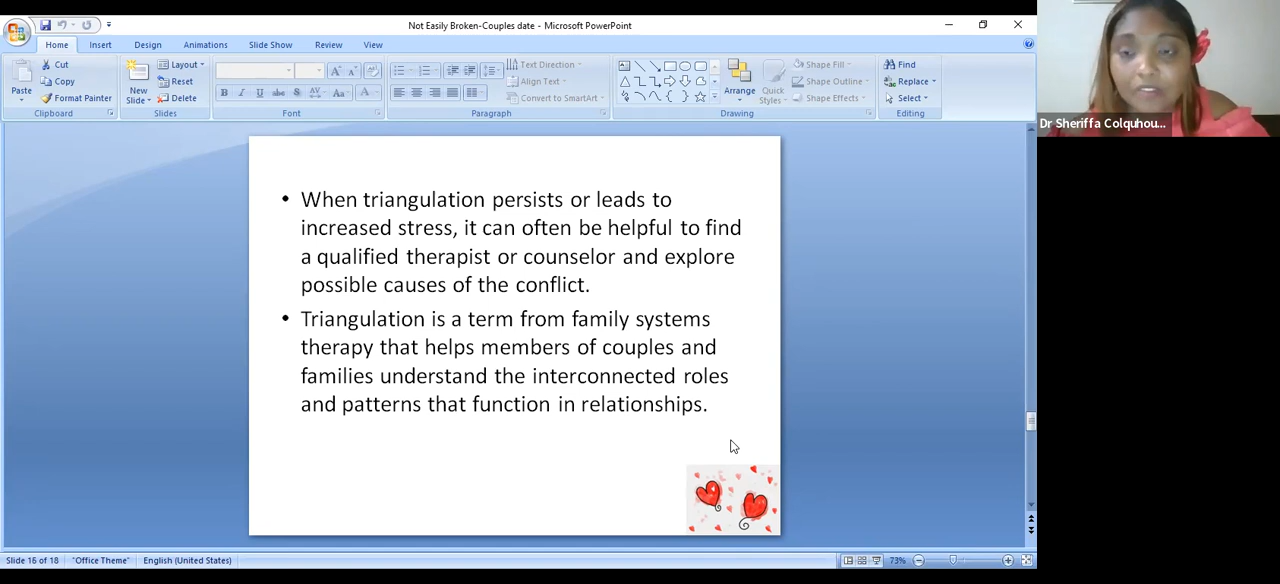 Not Easily Broken-Couples date - Microsoft PowerPoint
Home Insert Design Animations Slide Show Review View
Paste
Cut
Copy
Format Painter
Clipboard
New
Slide
Layout
Reset
Delete
Slides
B I U abc S AV Aa A
Font
Text Direction
Align Text
Convert to SmartArt
Paragraph
Arrange
Quick
Styles
Shape Fill
Shape Outline
Shape Effects
Drawing
Find
Replace
Select
Editing
Dr Sheriffa Colquhou...
• When triangulation persists or leads to
increased stress, it can often be helpful to find
a qualified therapist or counselor and explore
possible causes of the conflict.
• Triangulation is a term from family systems
therapy that helps members of couples and
families understand the interconnected roles
and patterns that function in relationships.
Slide 16 of 18 "Office Theme" English (United States) 73%